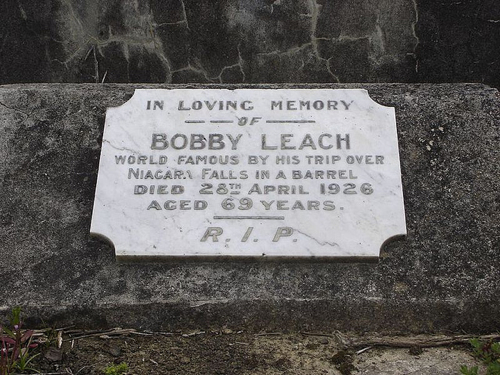 IN LOVING MEMORY
OF
BOBBY LEACH
WORLD FAMOUS BY HIS TRIP OVER
NIAGARA FALLS IN A BARREL
DIED 28TH APRIL 1926
AGED 69 YEARS.
R.I.P.